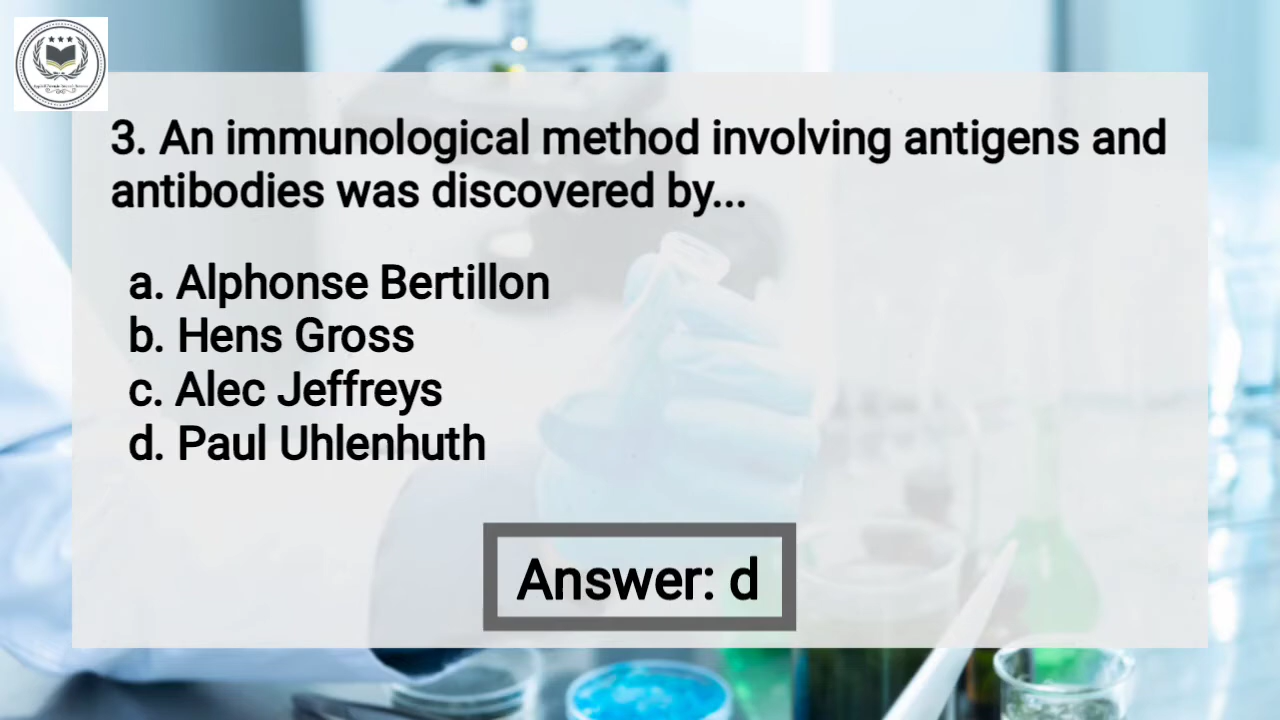 3. An immunological method involving antigens and
antibodies was discovered by...
a. Alphonse Bertillon
b. Hens Gross
c. Alec Jeffreys
d. Paul Uhlenhuth
Answer: d